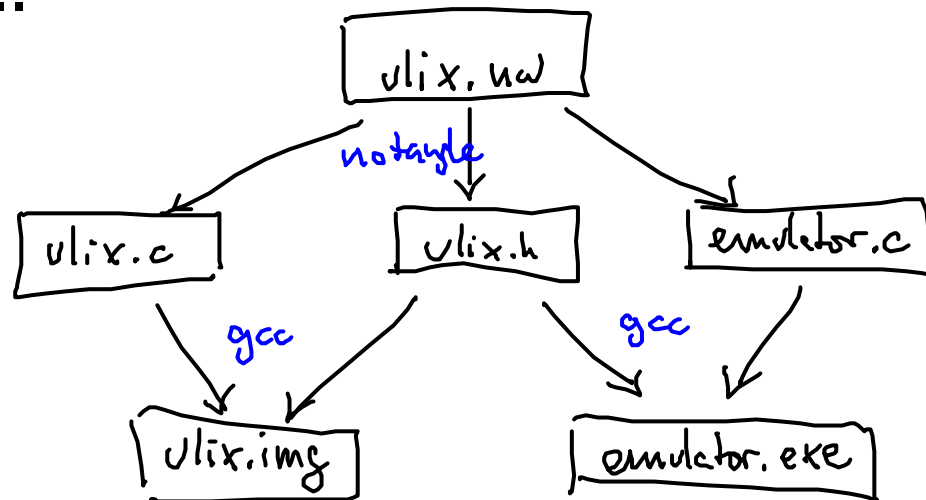 ulix.nw
notangle
ulix.c
ulix.h
emulator.c
gcc
gcc
ulix.img
emulator.exe